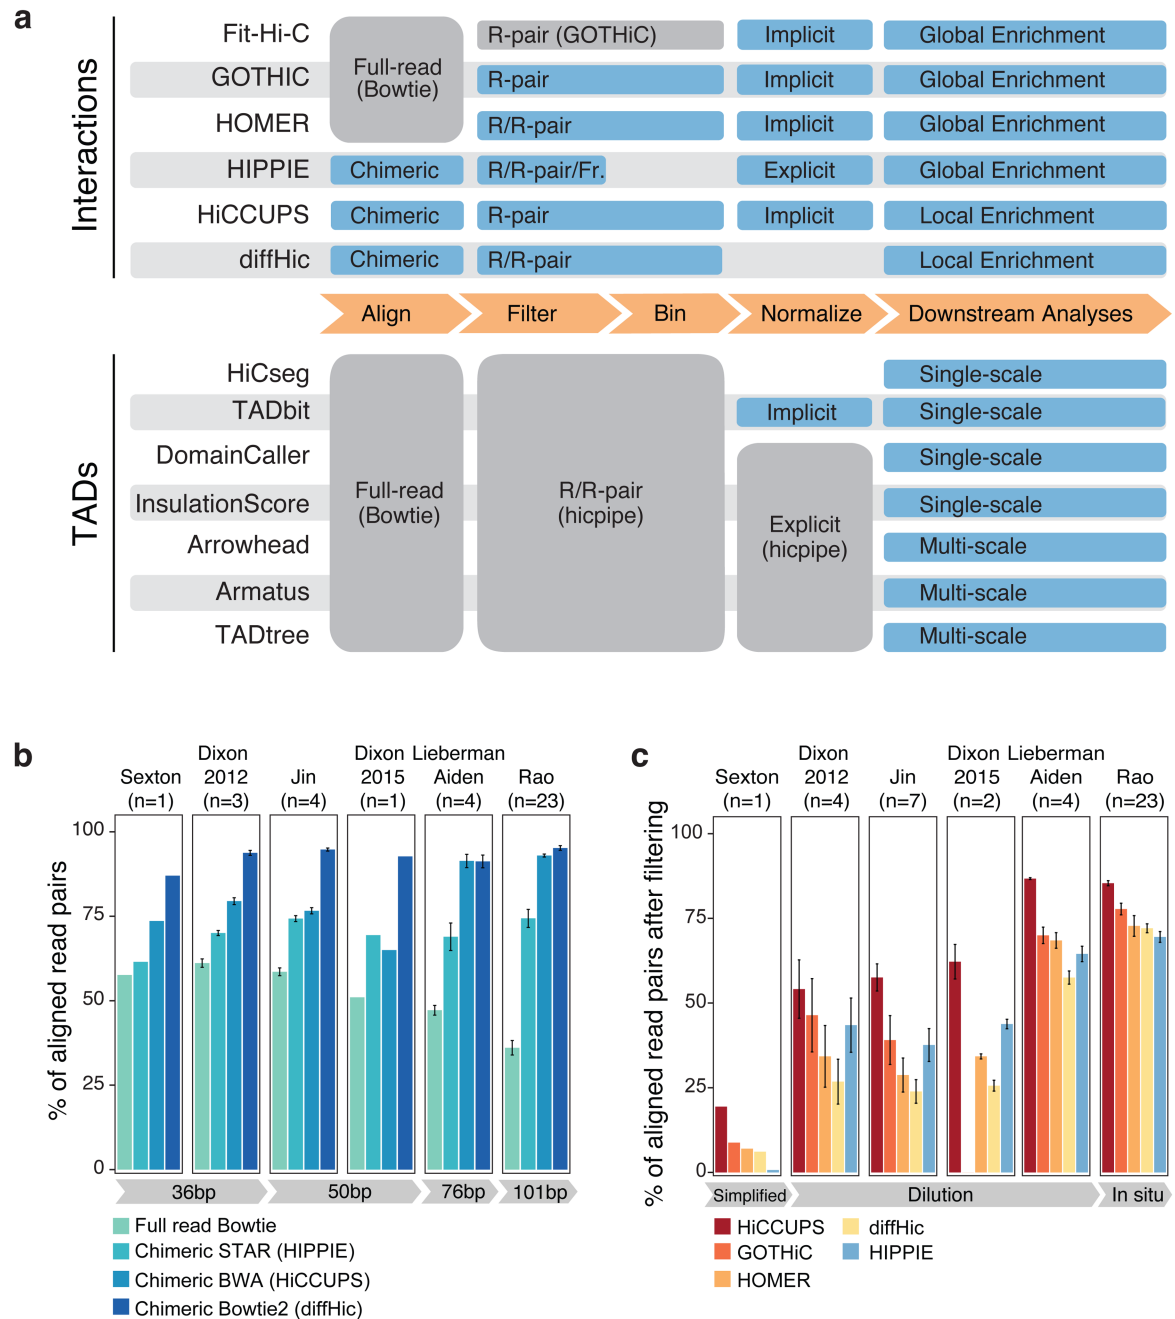 a
Interactions
Fit-Hi-C
R-pair (GOTHiC)
Implicit
Global Enrichment
Full-read
(Bowtie)
GOTHIC
R-pair
Implicit
Global Enrichment
HOMER
R/R-pair
Implicit
Global Enrichment
HIPPIE
Chimeric
R/R-pair/Fr.
Explicit
Global Enrichment
HiCCUPS
Chimeric
R-pair
Implicit
Local Enrichment
diffHic
Chimeric
R/R-pair
Local Enrichment
Align
Filter
Bin
Normalize
Downstream Analyses
TADs
HiCseg
Single-scale
TADbit
Implicit
Single-scale
DomainCaller
Single-scale
InsulationScore
Single-scale
Arrowhead
Multi-scale
Armatus
Multi-scale
TADtree
Multi-scale
Full-read
(Bowtie)
R/R-pair
(hicpipe)
Explicit
(hicpipe)
b
% of aligned read pairs
Sexton
(n=1)
Dixon
2012
(n=3)
Jin
(n=4)
Dixon
2015
(n=1)
Lieberman
Aiden
(n=4)
Rao
(n=23)
100
75
50
25
0
36bp
50bp
76bp
101bp
Full read Bowtie
Chimeric STAR (HIPPIE)
Chimeric BWA (HiCCUPS)
Chimeric Bowtie2 (diffHic)
c
% of aligned read pairs after filtering
Sexton
(n=1)
Dixon
2012
(n=4)
Jin
(n=7)
Dixon
2015
(n=2)
Lieberman
Aiden
(n=4)
Rao
(n=23)
100
75
50
25
0
Simplified
Dilution
In situ
HiCCUPS
GOTHiC
HOMER
diffHic
HIPPIE